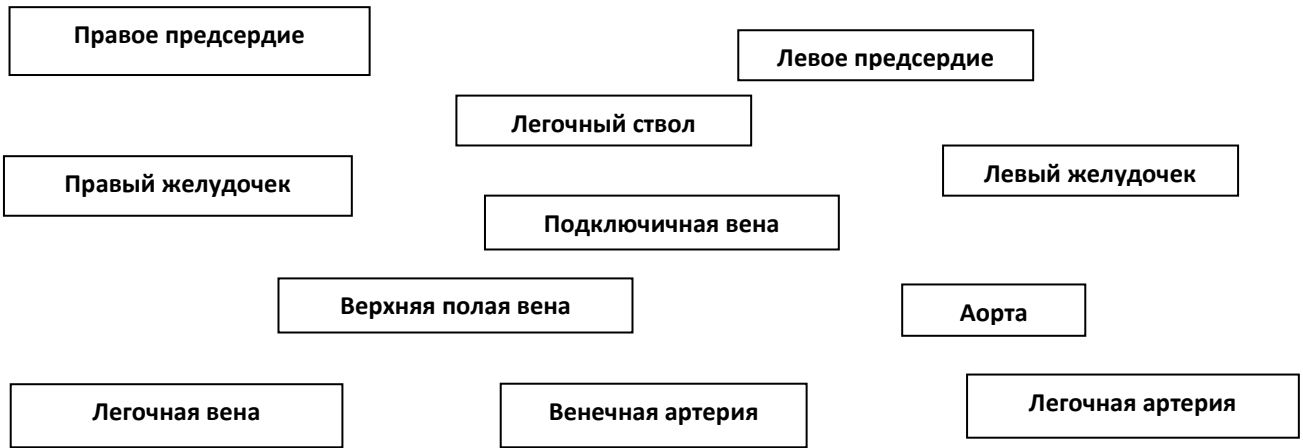 Правое предсердие
Левое предсердие
Легочный ствол
Правый желудочек
Левый желудочек
Подключичная вена
Верхняя полая вена
Аорта
Легочная вена
Венечная артерия
Легочная артерия